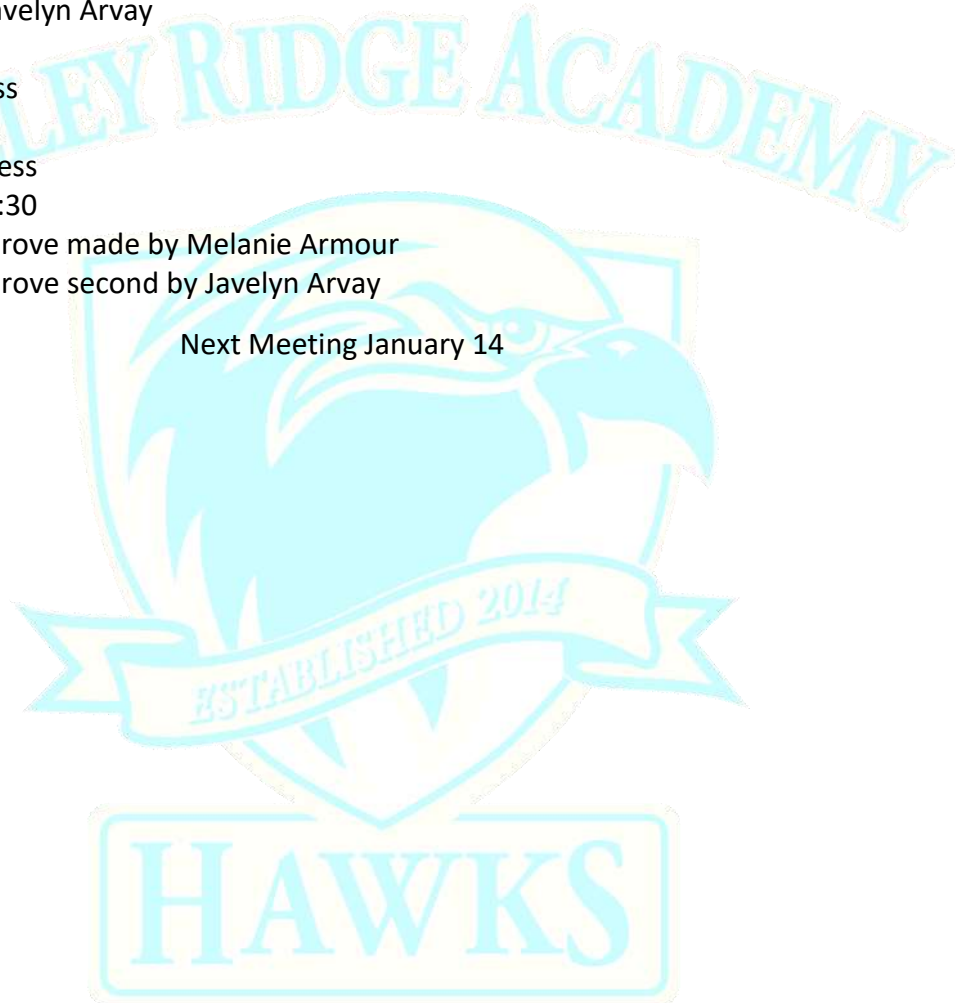 avelyn Arvay
LEY RIDGE ACADEMY
ss
ess
:30
rove made by Melanie Armour
rove second by Javelyn Arvay
Next Meeting January 14
ESTABLISHED 2014
HAWKS